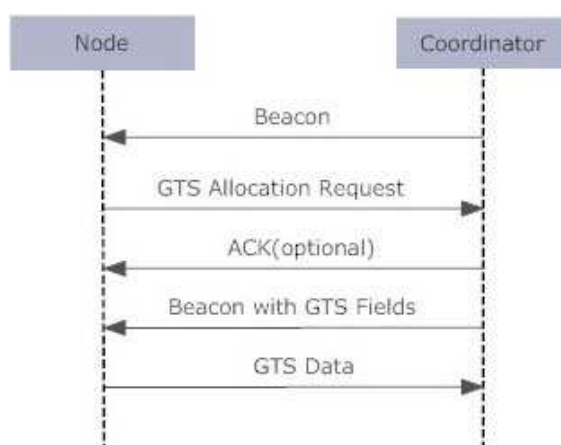 Node
Coordinator
Beacon
GTS Allocation Request
ACK(optional)
Beacon with GTS Fields
GTS Data